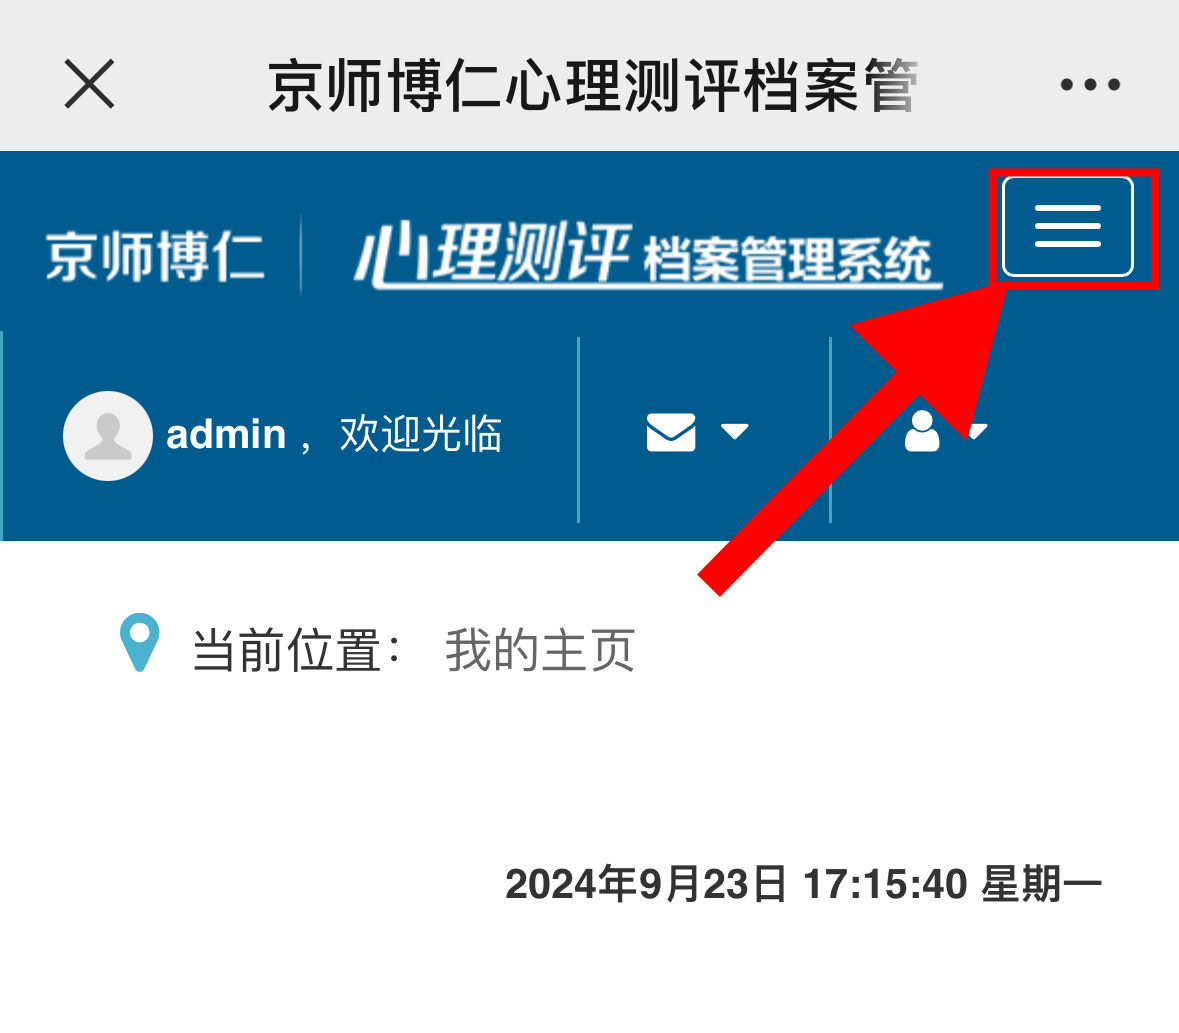 京师博仁心理测评档案管
京师博仁 心理测评 档案管理系统
admin ，欢迎光临
当前位置： 我的主页
2024年9月23日 17:15:40 星期一